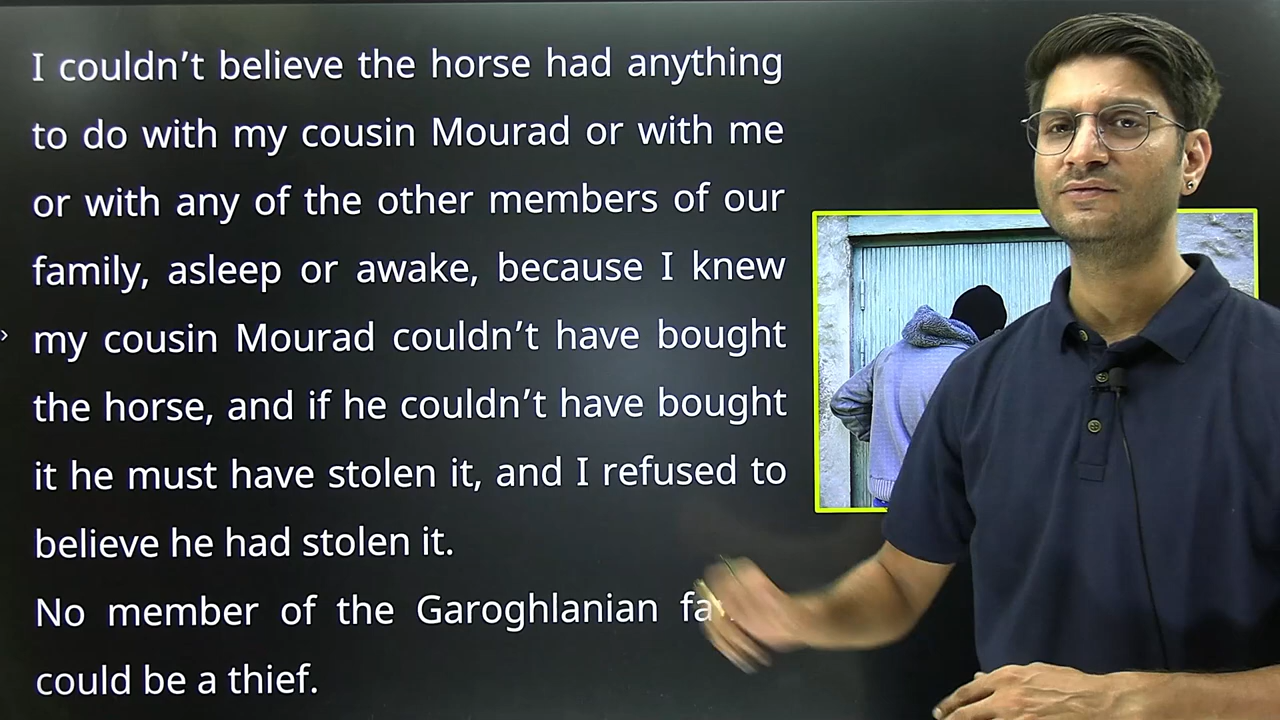 I couldn’t believe the horse had anything
to do with my cousin Mourad or with me
or with any of the other members of our
family, asleep or awake, because I knew
my cousin Mourad couldn’t have bought
the horse, and if he couldn’t have bought
it he must have stolen it, and I refused to
believe he had stolen it.
No member of the Garoghlanian
could be a thief.